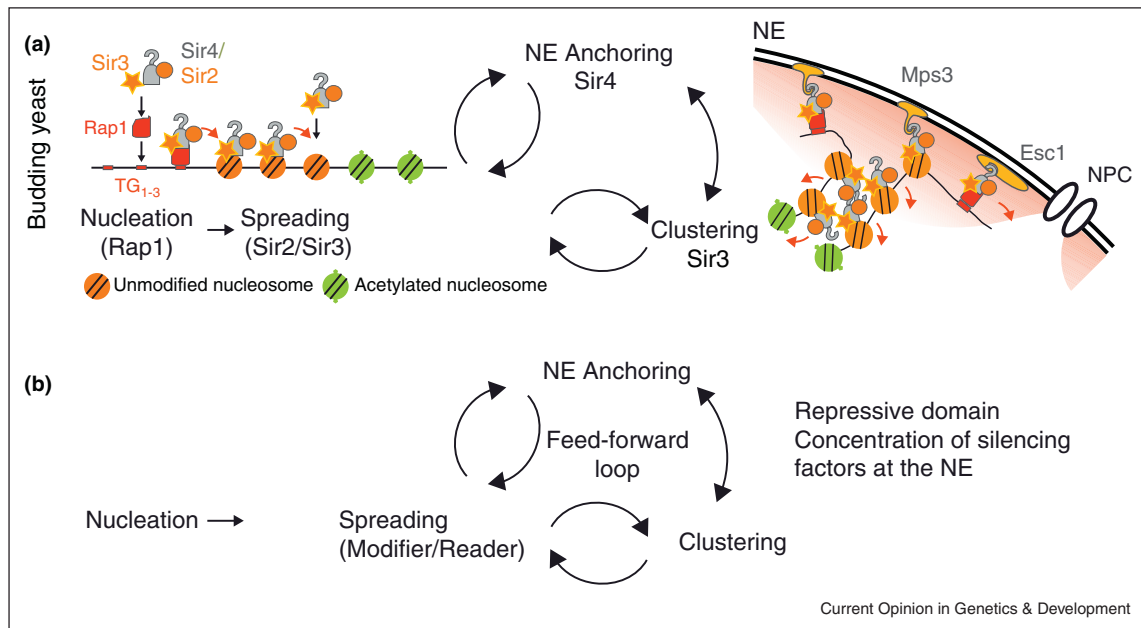 (a)
Budding yeast
Sir3
Sir4/
Sir2
Rap1
TG1-3
Nucleation
(Rap1)
Spreading
(Sir2/Sir3)
Unmodified nucleosome
Acetylated nucleosome
NE Anchoring
Sir4
Clustering
Sir3
NE
Mps3
Esc1
NPC
(b)
NE Anchoring
Feed-forward
loop
Nucleation
Spreading
(Modifier/Reader)
Clustering
Repressive domain
Concentration of silencing
factors at the NE
Current Opinion in Genetics & Development